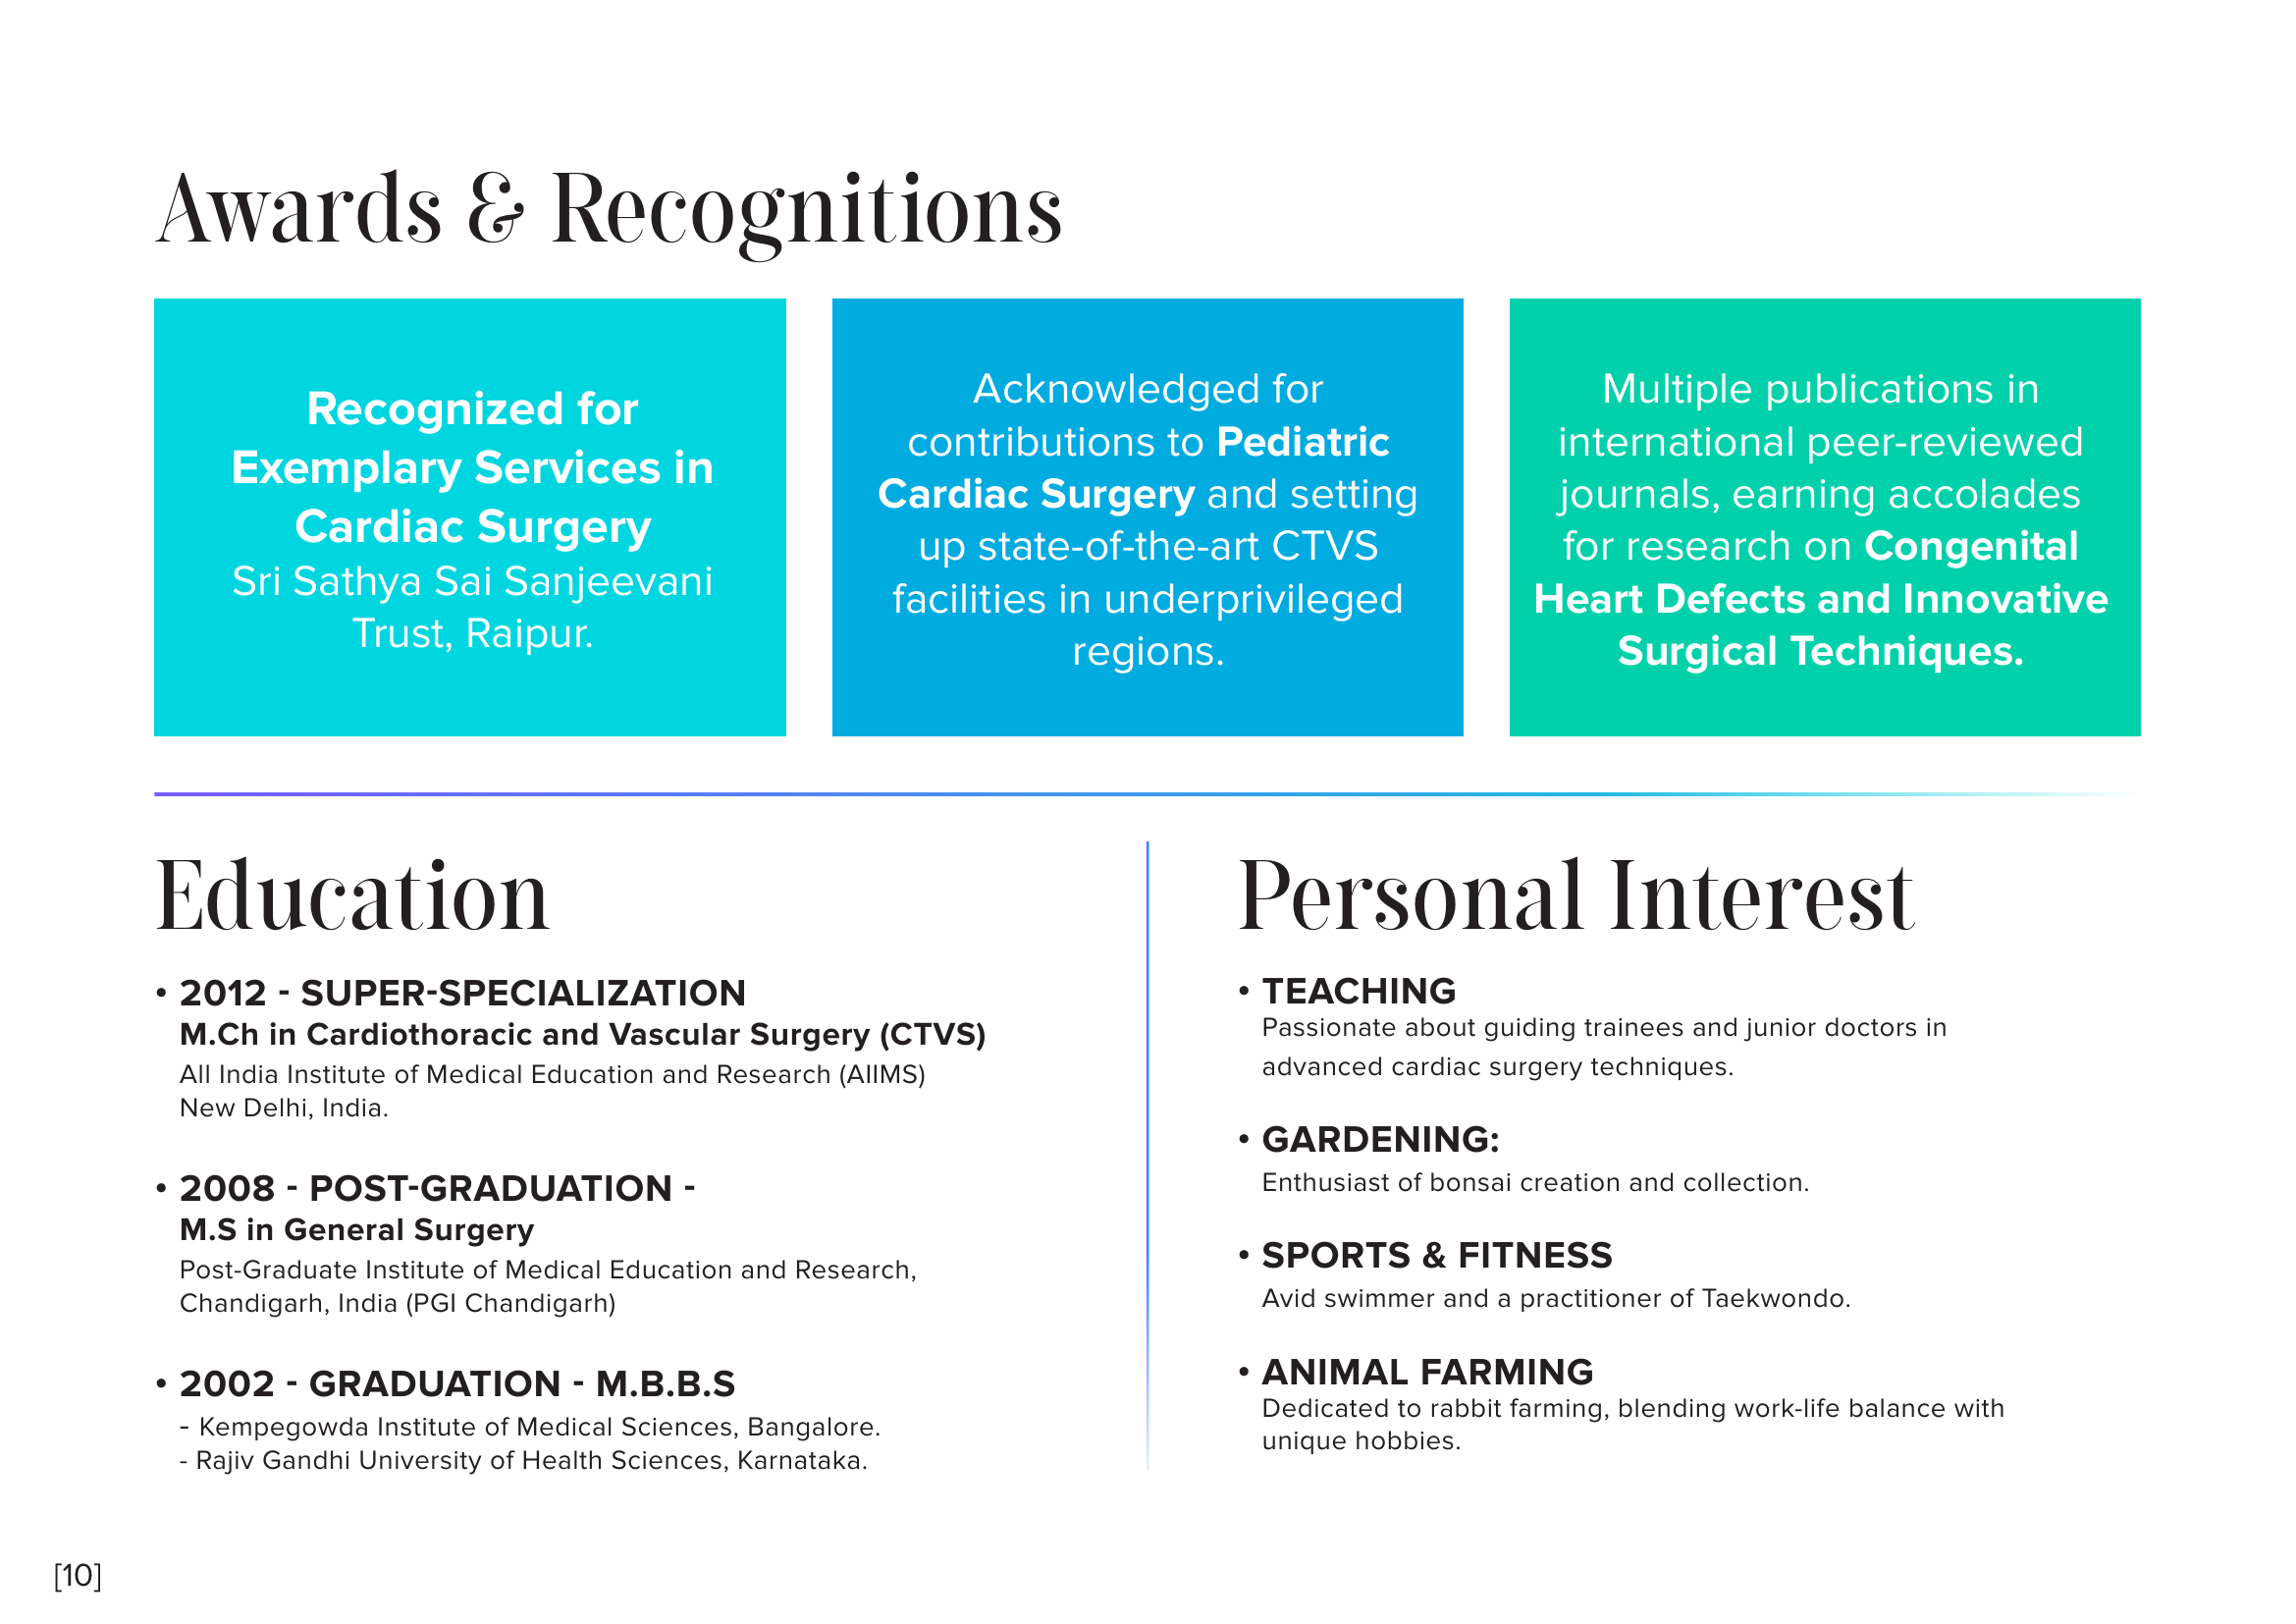 Awards & Recognitions
Recognized for
Exemplary Services in
Cardiac Surgery
Sri Sathya Sai Sanjeevani
Trust, Raipur.
Acknowledged for
contributions to Pediatric
Cardiac Surgery and setting
up state-of-the-art CTVS
facilities in underprivileged
regions.
Multiple publications in
international peer-reviewed
journals, earning accolades
for research on Congenital
Heart Defects and Innovative
Surgical Techniques.
Education
• 2012 - SUPER-SPECIALIZATION
M.Ch in Cardiothoracic and Vascular Surgery (CTVS)
All India Institute of Medical Education and Research (AIIMS)
New Delhi, India.
• 2008 - POST-GRADUATION -
M.S in General Surgery
Post-Graduate Institute of Medical Education and Research,
Chandigarh, India (PGI Chandigarh)
• 2002 - GRADUATION - M.B.B.S
- Kempegowda Institute of Medical Sciences, Bangalore.
- Rajiv Gandhi University of Health Sciences, Karnataka.
Personal Interest
• TEACHING
Passionate about guiding trainees and junior doctors in
advanced cardiac surgery techniques.
• GARDENING:
Enthusiast of bonsai creation and collection.
• SPORTS & FITNESS
Avid swimmer and a practitioner of Taekwondo.
• ANIMAL FARMING
Dedicated to rabbit farming, blending work-life balance with
unique hobbies.
[10]